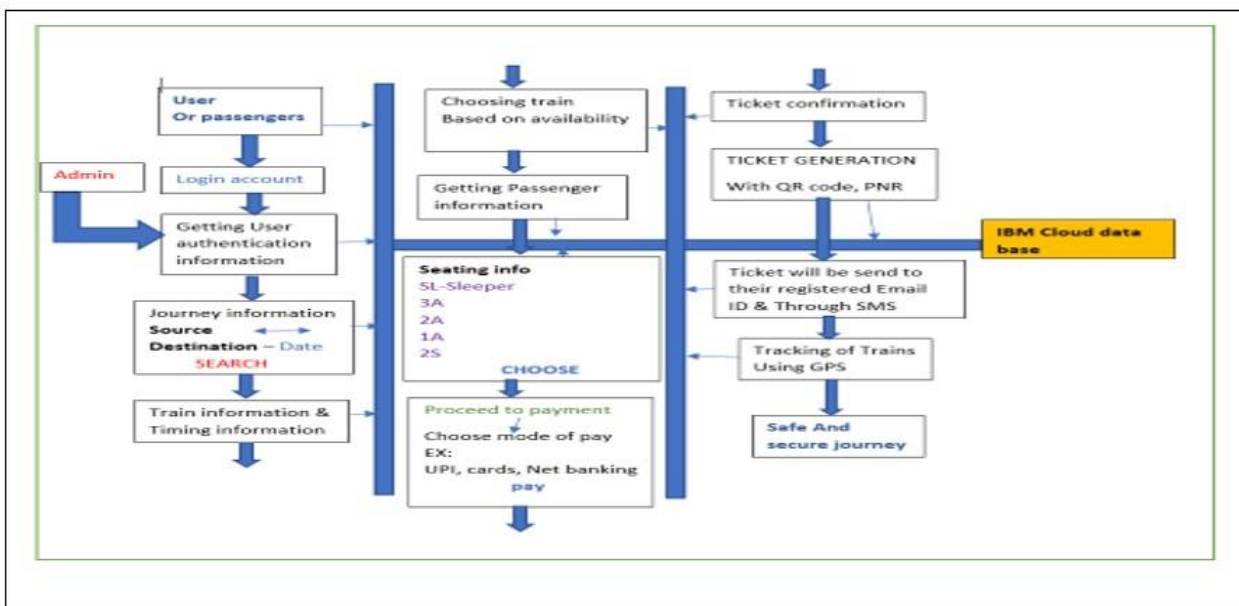 User
Or passengers
Admin
Login account
Getting User
authentication
information
Journey information
Source
Destination – Date
SEARCH
Train information &
Timing information
Choosing train
Based on availability
Getting Passenger
information
Seating info
SL-Sleeper
3A
2A
1A
2S
CHOOSE
Proceed to payment
Choose mode of pay
EX:
UPI, cards, Net banking
pay
Ticket confirmation
TICKET GENERATION
With QR code, PNR
IBM Cloud data
base
Ticket will be send to
their registered Email
ID & Through SMS
Tracking of Trains
Using GPS
Safe And
secure journey